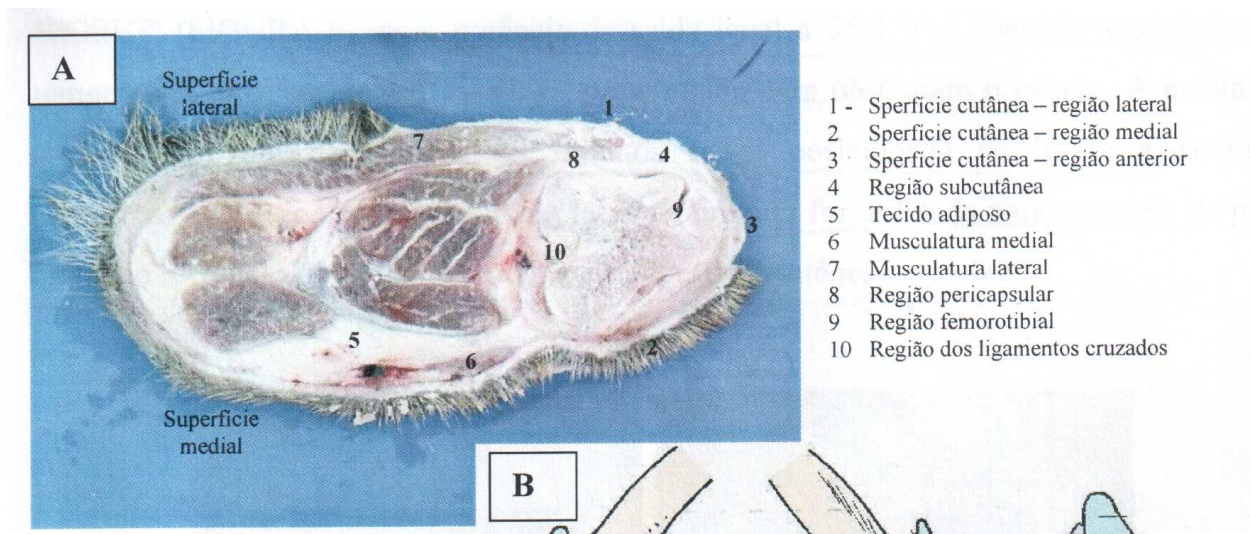 A
Superfície
lateral
1
7
8
4
9
3
10
5
6
2
Superfície
medial
1 - Sperfície cutânea – região lateral
2 Sperfície cutânea – região medial
3 Sperfície cutânea – região anterior
4 Região subcutânea
5 Tecido adiposo
6 Musculatura medial
7 Musculatura lateral
8 Região pericapsular
9 Região femorotibial
10 Região dos ligamentos cruzados
B